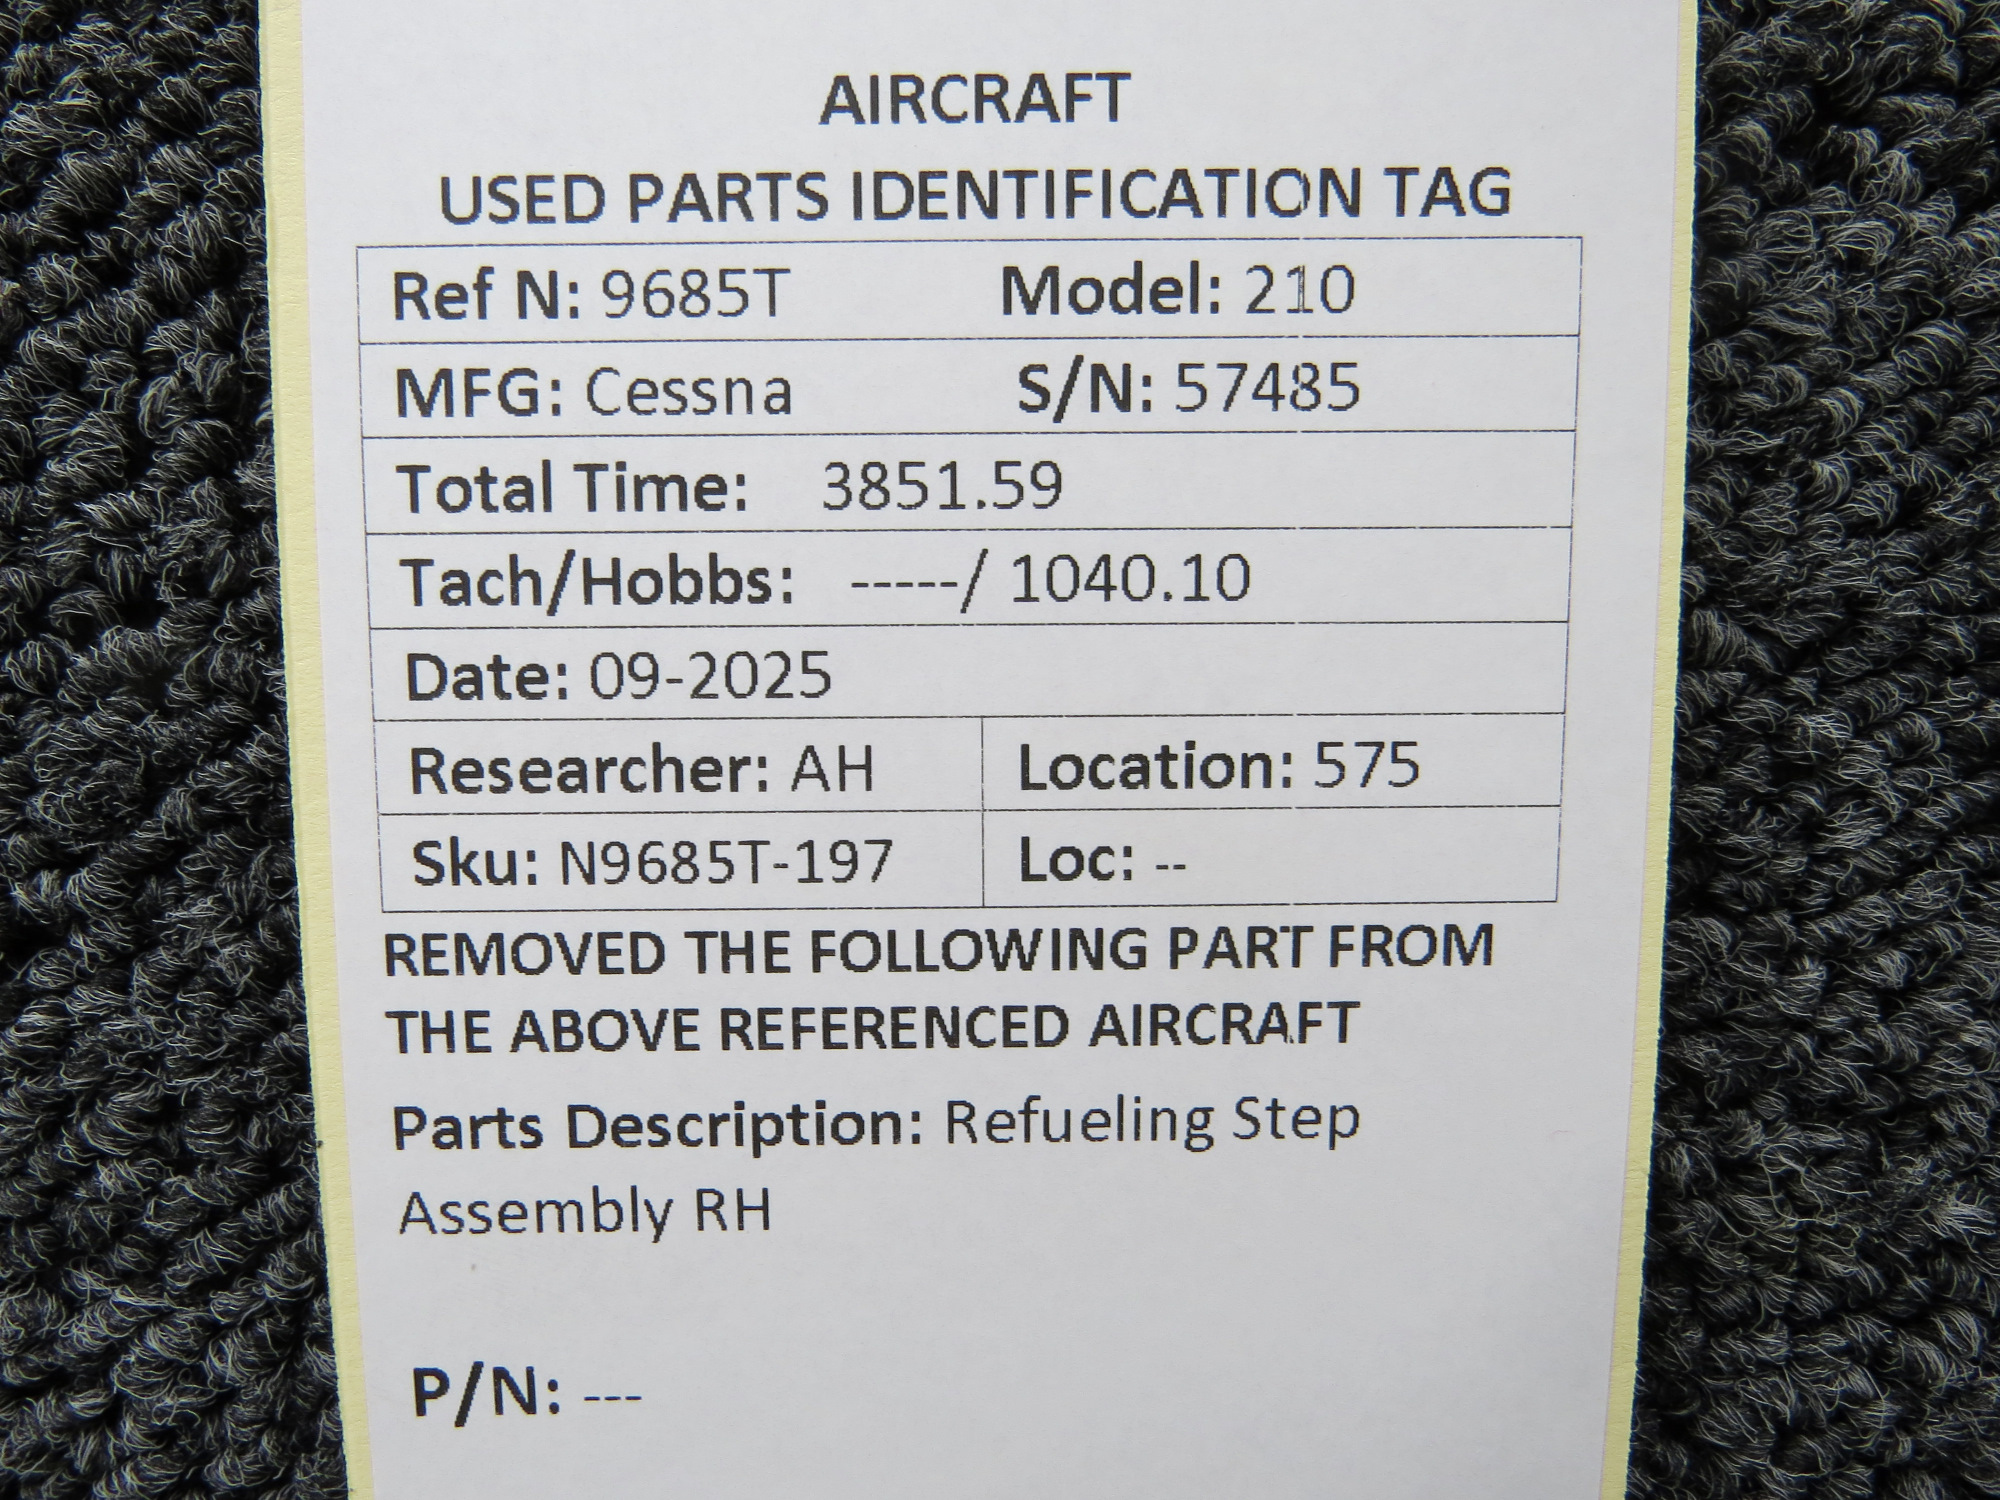 AIRCRAFT
USED PARTS IDENTIFICATION TAG
Ref N: 9685T Model: 210
MFG: Cessna S/N: 57485
Total Time: 3851.59
Tach/Hobbs: -----/ 1040.10
Date: 09-2025
Researcher: AH Location: 575
Sku: N9685T-197 Loc: --
REMOVED THE FOLLOWING PART FROM
THE ABOVE REFERENCED AIRCRAFT
Parts Description: Refueling Step
Assembly RH
P/N: ---